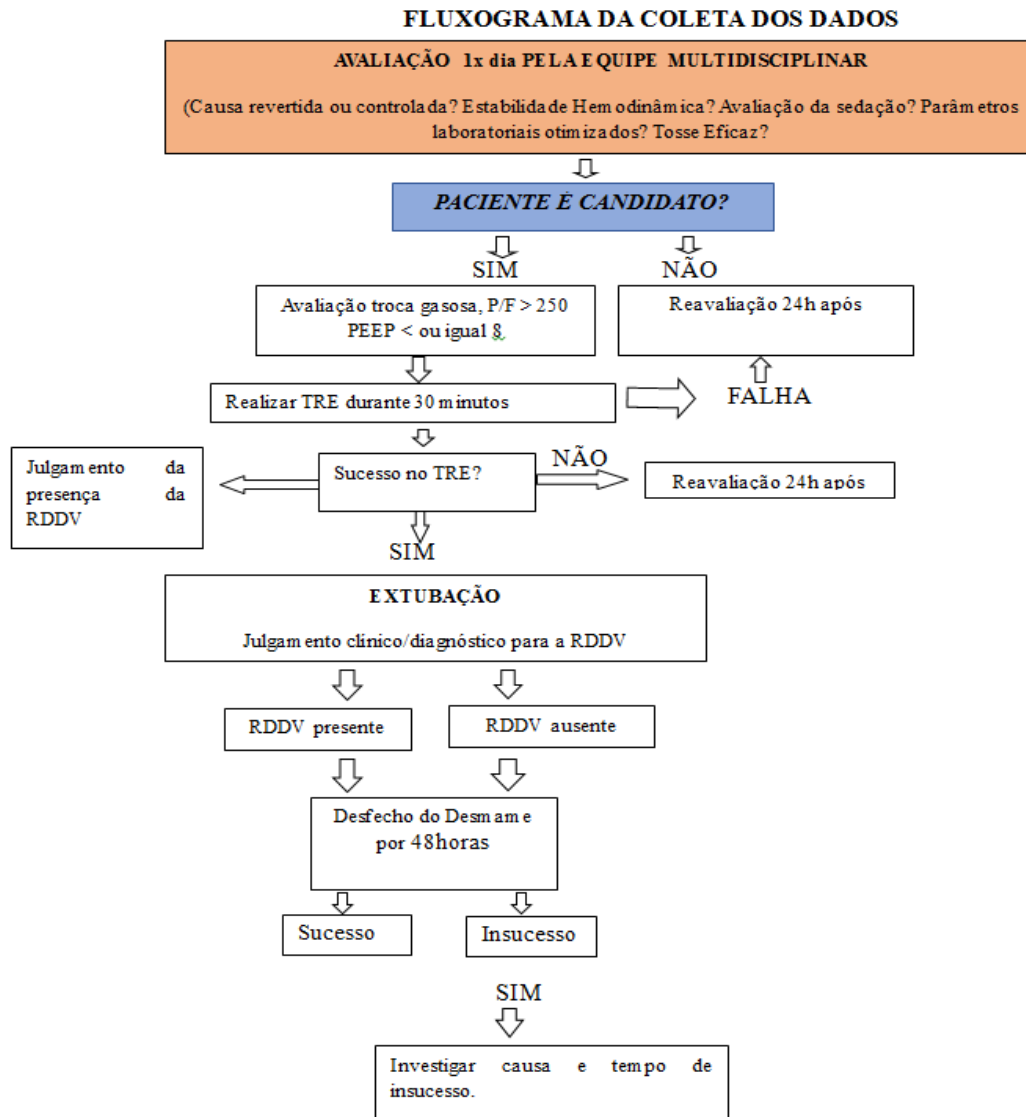 FLUXOGRAMA DA COLETA DOS DADOS
AVALIAÇÃO 1x dia PELA EQUIPE MULTIDISCIPLINAR
(Causa revertida ou controlada? Estabilidade Hemodinâmica? Avaliação da sedação? Parâmetros
laboratoriais otimizados? Tosse Eficaz?
PACIENTE É CANDIDATO?
SIM
NÃO
Avaliação troca gasosa, P/F > 250
PEEP < ou igual 8
Reavaliação 24h após
Realizar TRE durante 30 minutos
FALHA
Julgamento da
presença da
RDDV
Sucesso no TRE?
NÃO
Reavaliação 24h após
SIM
EXTUBAÇÃO
Julgamento clínico/diagnóstico para a RDDV
RDDV presente
RDDV ausente
Desfecho do Desmame
por 48horas
Sucesso
Insucesso
SIM
Investigar causa e tempo de
insucesso.